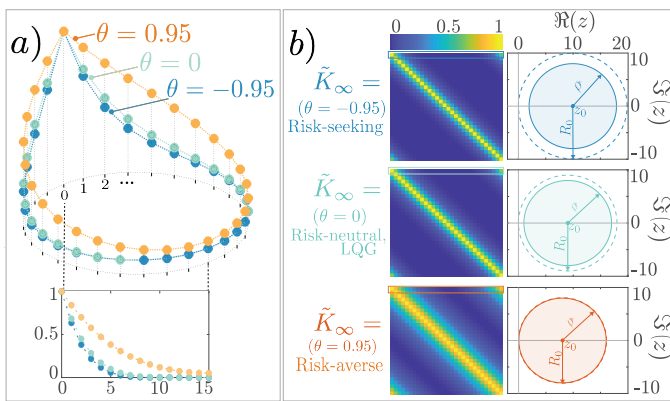 a)
θ = 0.95
θ = 0
θ = −0.95
0
1
2
...
1
0.5
0
0 5 10 15
b)
0 0.5 1
ℜ(z)
0 10 20
K̃∞ =
(θ = −0.95)
Risk-seeking
ρ
z0
R0
10
0
-10
ℑ(z)
K̃∞ =
(θ = 0)
Risk-neutral,
LQG
ρ
z0
R0
10
0
-10
ℑ(z)
K̃∞ =
(θ = 0.95)
Risk-averse
ρ
z0
R0
10
0
-10
ℑ(z)